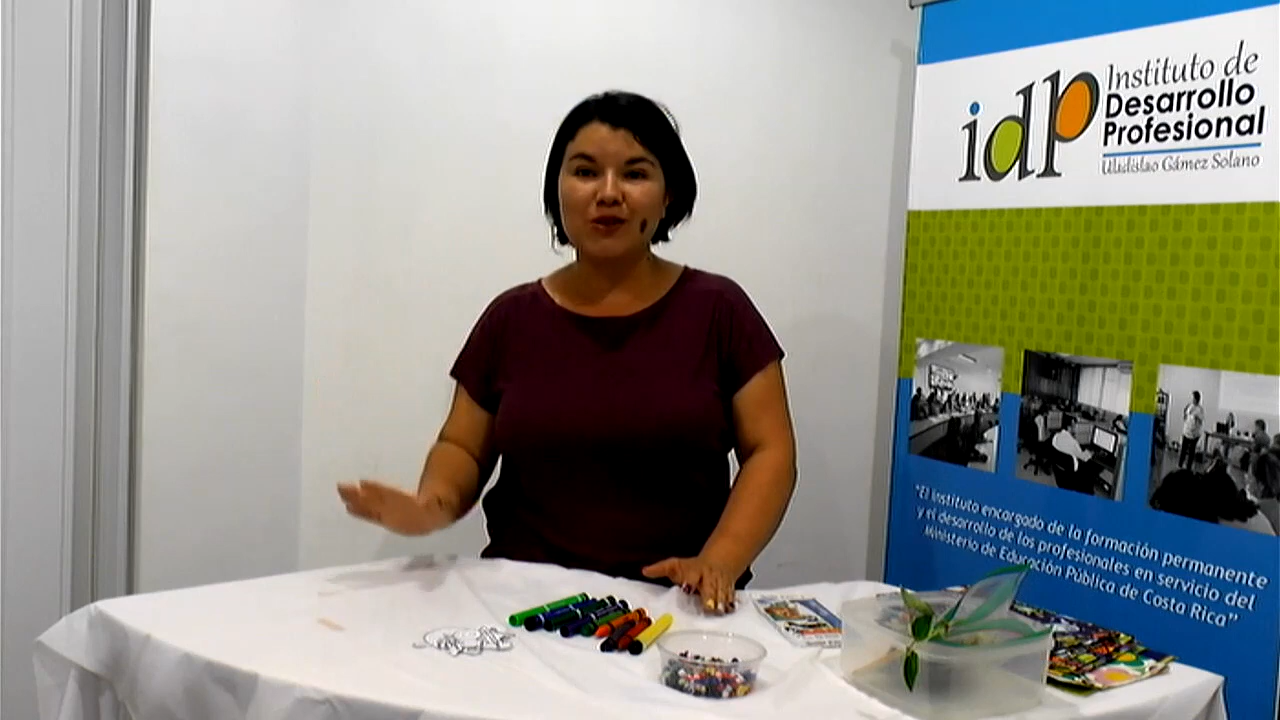 idp
Instituto de
Desarrollo
Profesional
Uladislao Gámez Solano
"El instituto encargado de la formación permanente
y el desarrollo de los profesionales en servicio del
Ministerio de Educación Pública de Costa Rica"